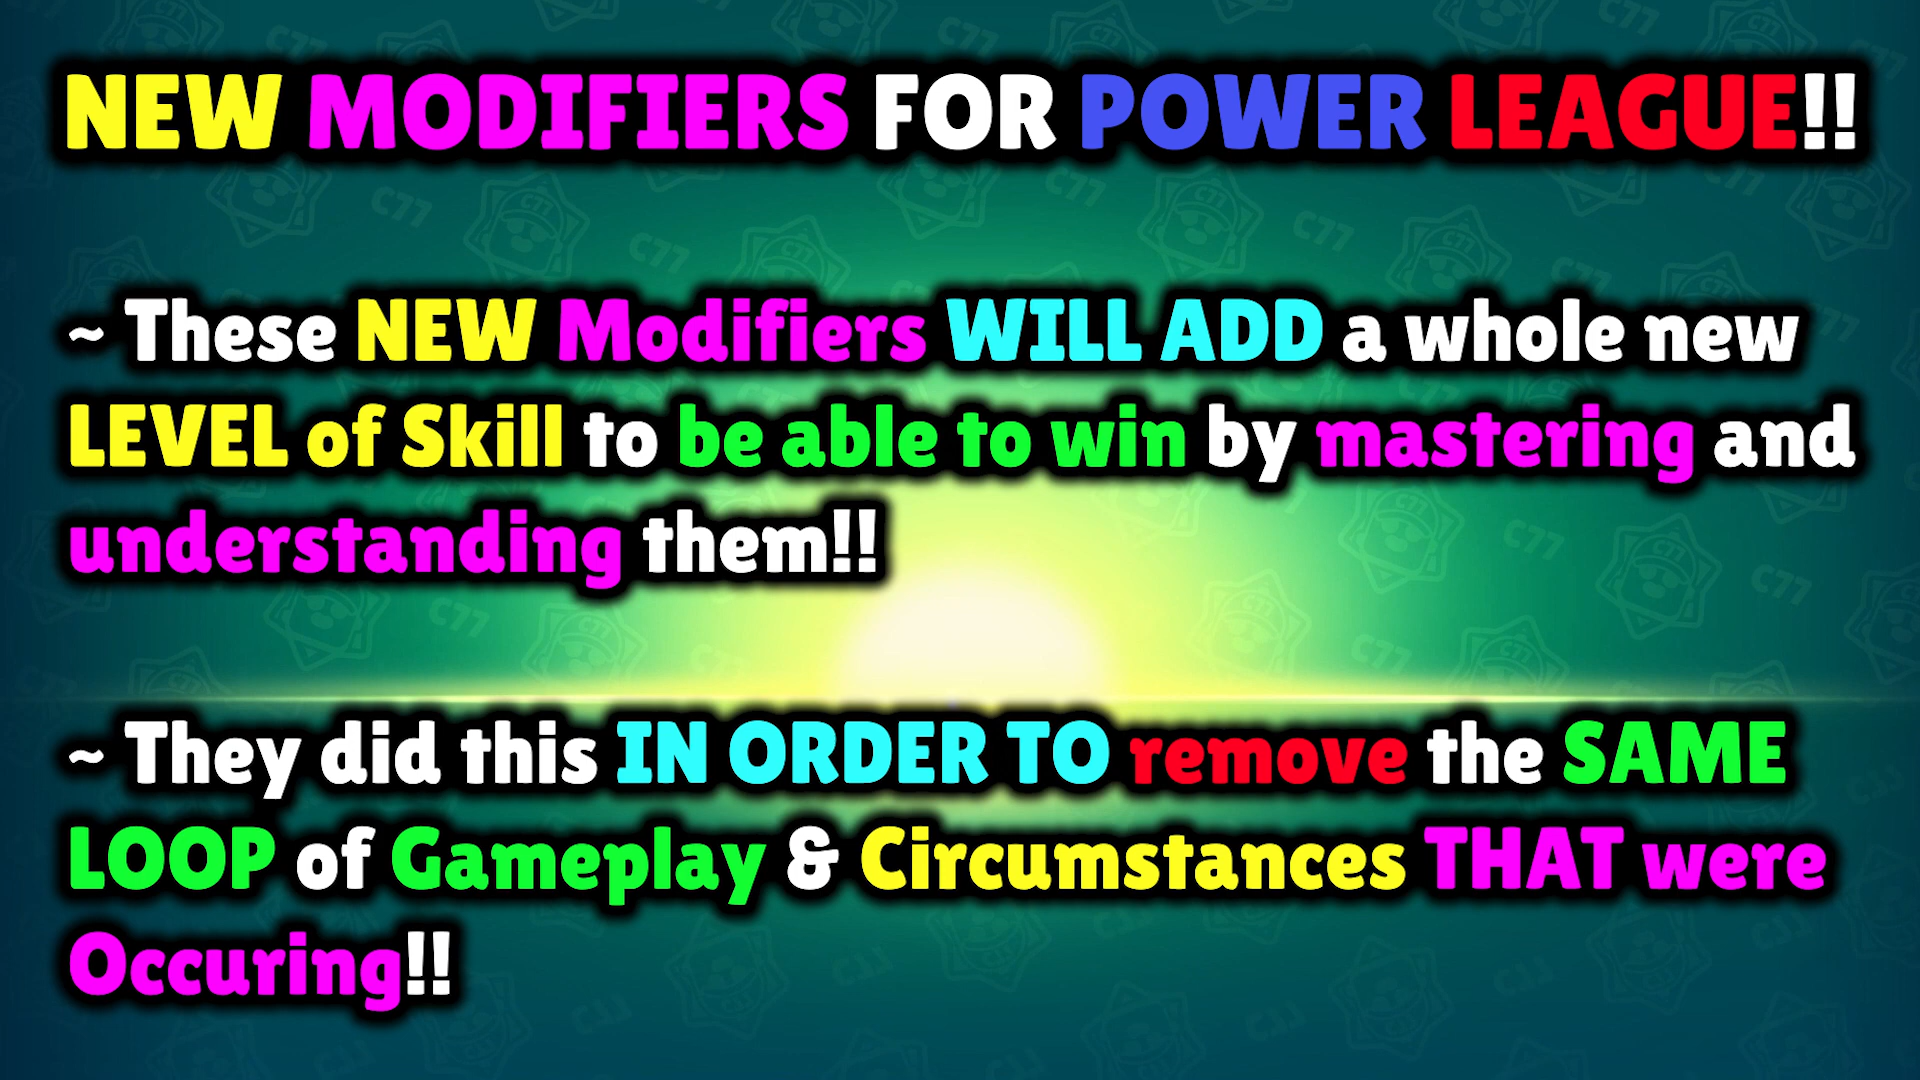 NEW MODIFIERS FOR POWER LEAGUE!!
~ These NEW Modifiers WILL ADD a whole new
LEVEL of Skill to be able to win by mastering and
understanding them!!
~ They did this IN ORDER TO remove the SAME
LOOP of Gameplay & Circumstances THAT were
Occuring!!
C77